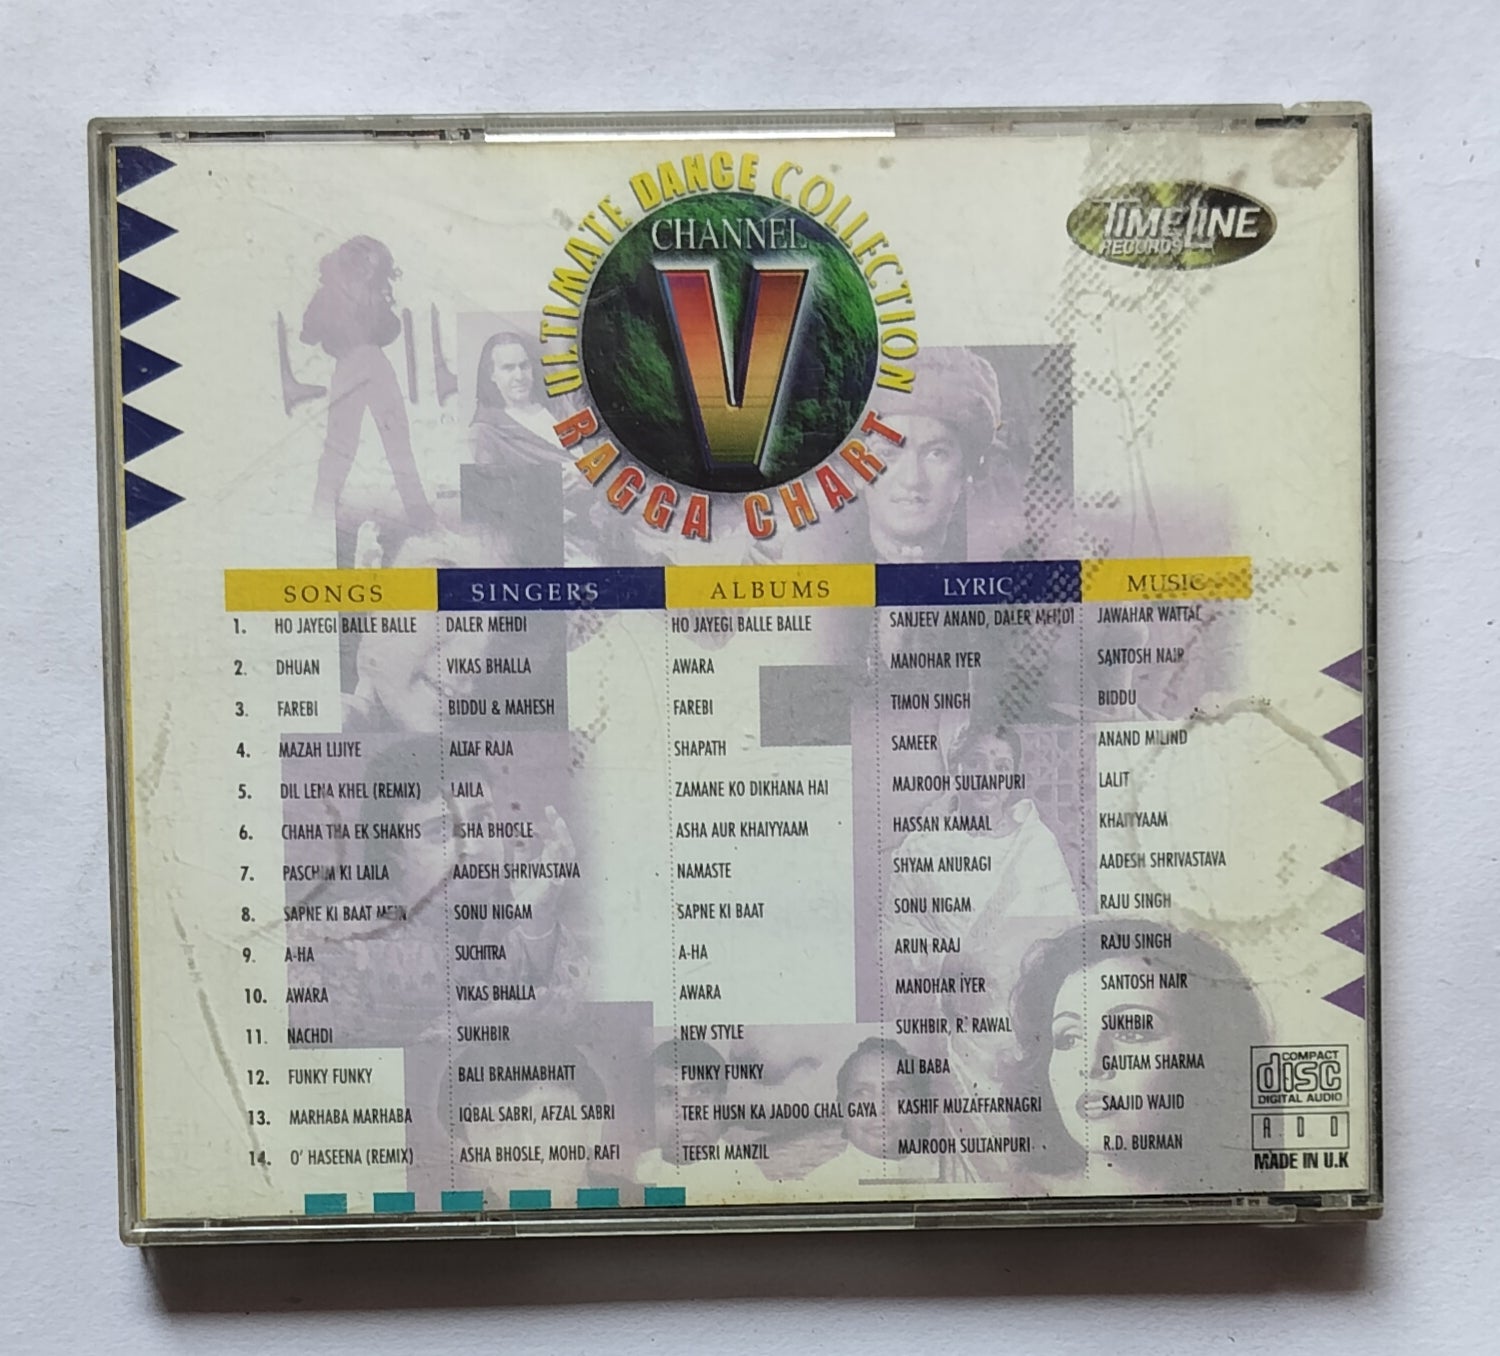 ULTIMATE DANCE COLLECTION
CHANNEL
V
RAGGA CHART
TIMELINE
RECORDS
SONGS SINGERS ALBUMS LYRIC MUSIC
1. HO JAYEGI BALLE BALLE DALER MEHDI HO JAYEGI BALLE BALLE SANJEEV ANAND, DALER MEHDI JAWAHAR WATTAL
2. DHUAN VIKAS BHALLA AWARA MANOHAR IYER SANTOSH NAIR
3. FAREBI BIDDU & MAHESH FAREBI TIMON SINGH BIDDU
4. MAZAH LIJIYE ALTAF RAJA SHAPATH SAMEER ANAND MILIND
5. DIL LENA KHEL (REMIX) LAILA ZAMANE KO DIKHANA HAI MAJROOH SULTANPURI LALIT
6. CHAHA THA EK SHAKHS ASHA BHOSLE ASHA AUR KHAIYYAAM HASSAN KAMAAL KHAIYYAAM
7. PASCHIM KI LAILA AADESH SHRIVASTAVA NAMASTE SHYAM ANURAGI AADESH SHRIVASTAVA
8. SAPNE KI BAAT MEIN SONU NIGAM SAPNE KI BAAT SONU NIGAM RAJU SINGH
9. A-HA SUCHITRA A-HA ARUN RAAJ RAJU SINGH
10. AWARA VIKAS BHALLA AWARA MANOHAR IYER SANTOSH NAIR
11. NACHDI SUKHBIR NEW STYLE SUKHBIR, R. RAWAL SUKHBIR
12. FUNKY FUNKY BALI BRAHMABHATT FUNKY FUNKY ALI BABA GAUTAM SHARMA
13. MARHABA MARHABA IQBAL SABRI, AFZAL SABRI TERE HUSN KA JADOO CHAL GAYA KASHIF MUZAFFARNAGRI SAAJID WAJID
14. O' HASEENA (REMIX) ASHA BHOSLE, MOHD. RAFI TEESRI MANZIL MAJROOH SULTANPURI R.D. BURMAN
COMPACT
disc
DIGITAL AUDIO
A D D
MADE IN U.K